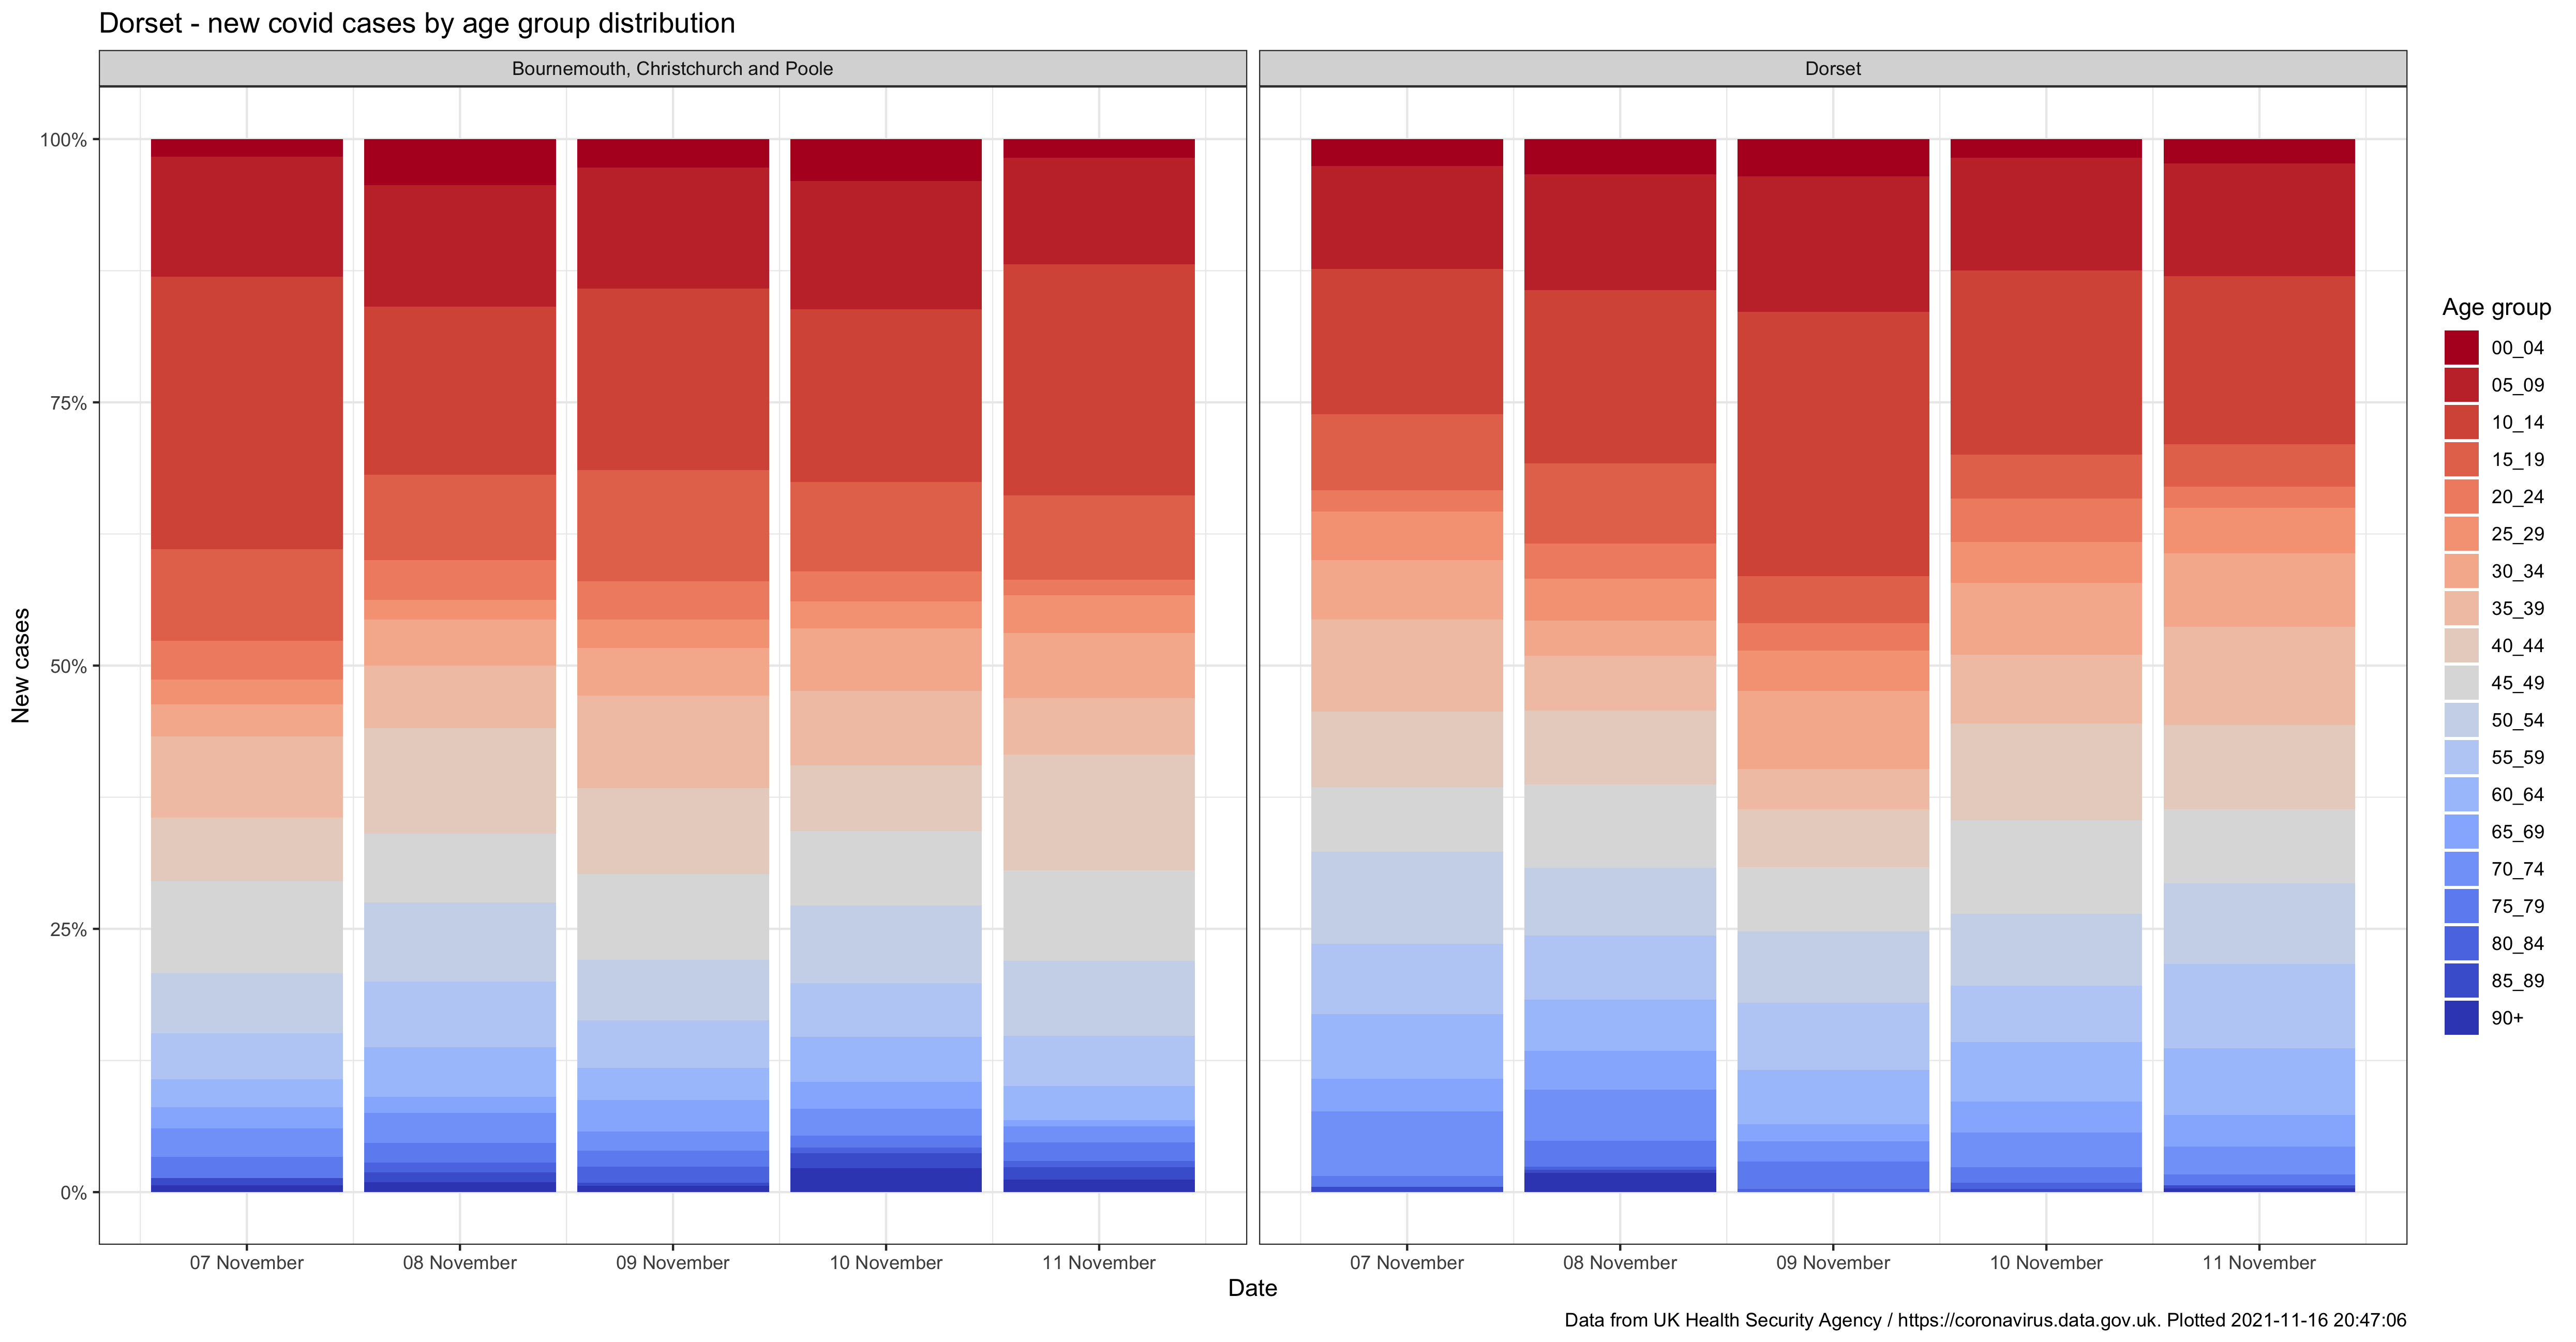 Dorset - new covid cases by age group distribution
Bournemouth, Christchurch and Poole
Dorset
100%
75%
50%
25%
0%
New cases
07 November
08 November
09 November
10 November
11 November
07 November
08 November
09 November
10 November
11 November
Date
Age group
00_04
05_09
10_14
15_19
20_24
25_29
30_34
35_39
40_44
45_49
50_54
55_59
60_64
65_69
70_74
75_79
80_84
85_89
90+
Data from UK Health Security Agency / https://coronavirus.data.gov.uk. Plotted 2021-11-16 20:47:06